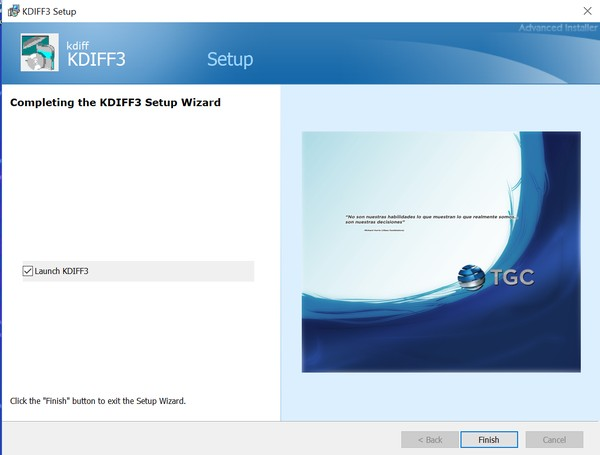 KDIFF3 Setup
Advanced Installer
kdiff
KDIFF3
Setup
Completing the KDIFF3 Setup Wizard
"No son nuestras habilidades lo que muestran lo que realmente somos,
son nuestras decisiones"
TGC
Launch KDIFF3
Click the "Finish" button to exit the Setup Wizard.
< Back
Finish
Cancel